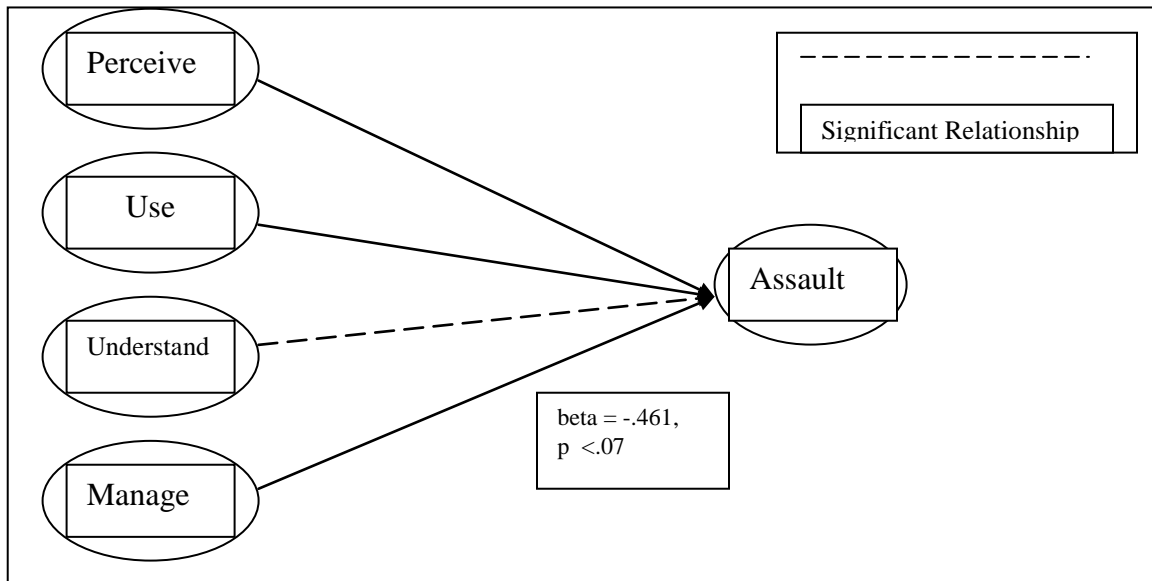 Perceive
Significant Relationship
Use
Assault
Understand
beta = -.461,
p <.07
Manage